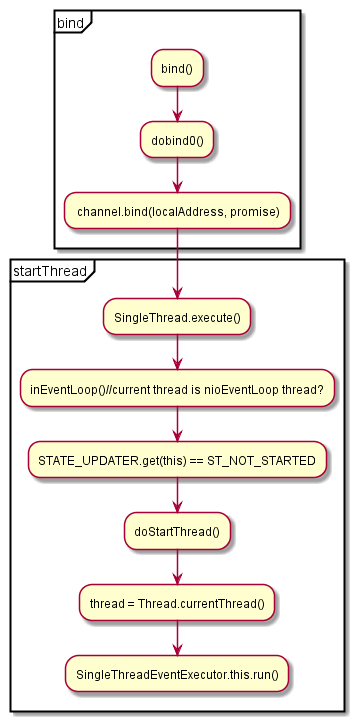 bind
bind()
dobind0()
channel.bind(localAddress, promise)
startThread
SingleThread.execute()
inEventLoop()//current thread is nioEventLoop thread?
STATE_UPDATER.get(this) == ST_NOT_STARTED
doStartThread()
thread = Thread.currentThread()
SingleThreadEventExecutor.this.run()